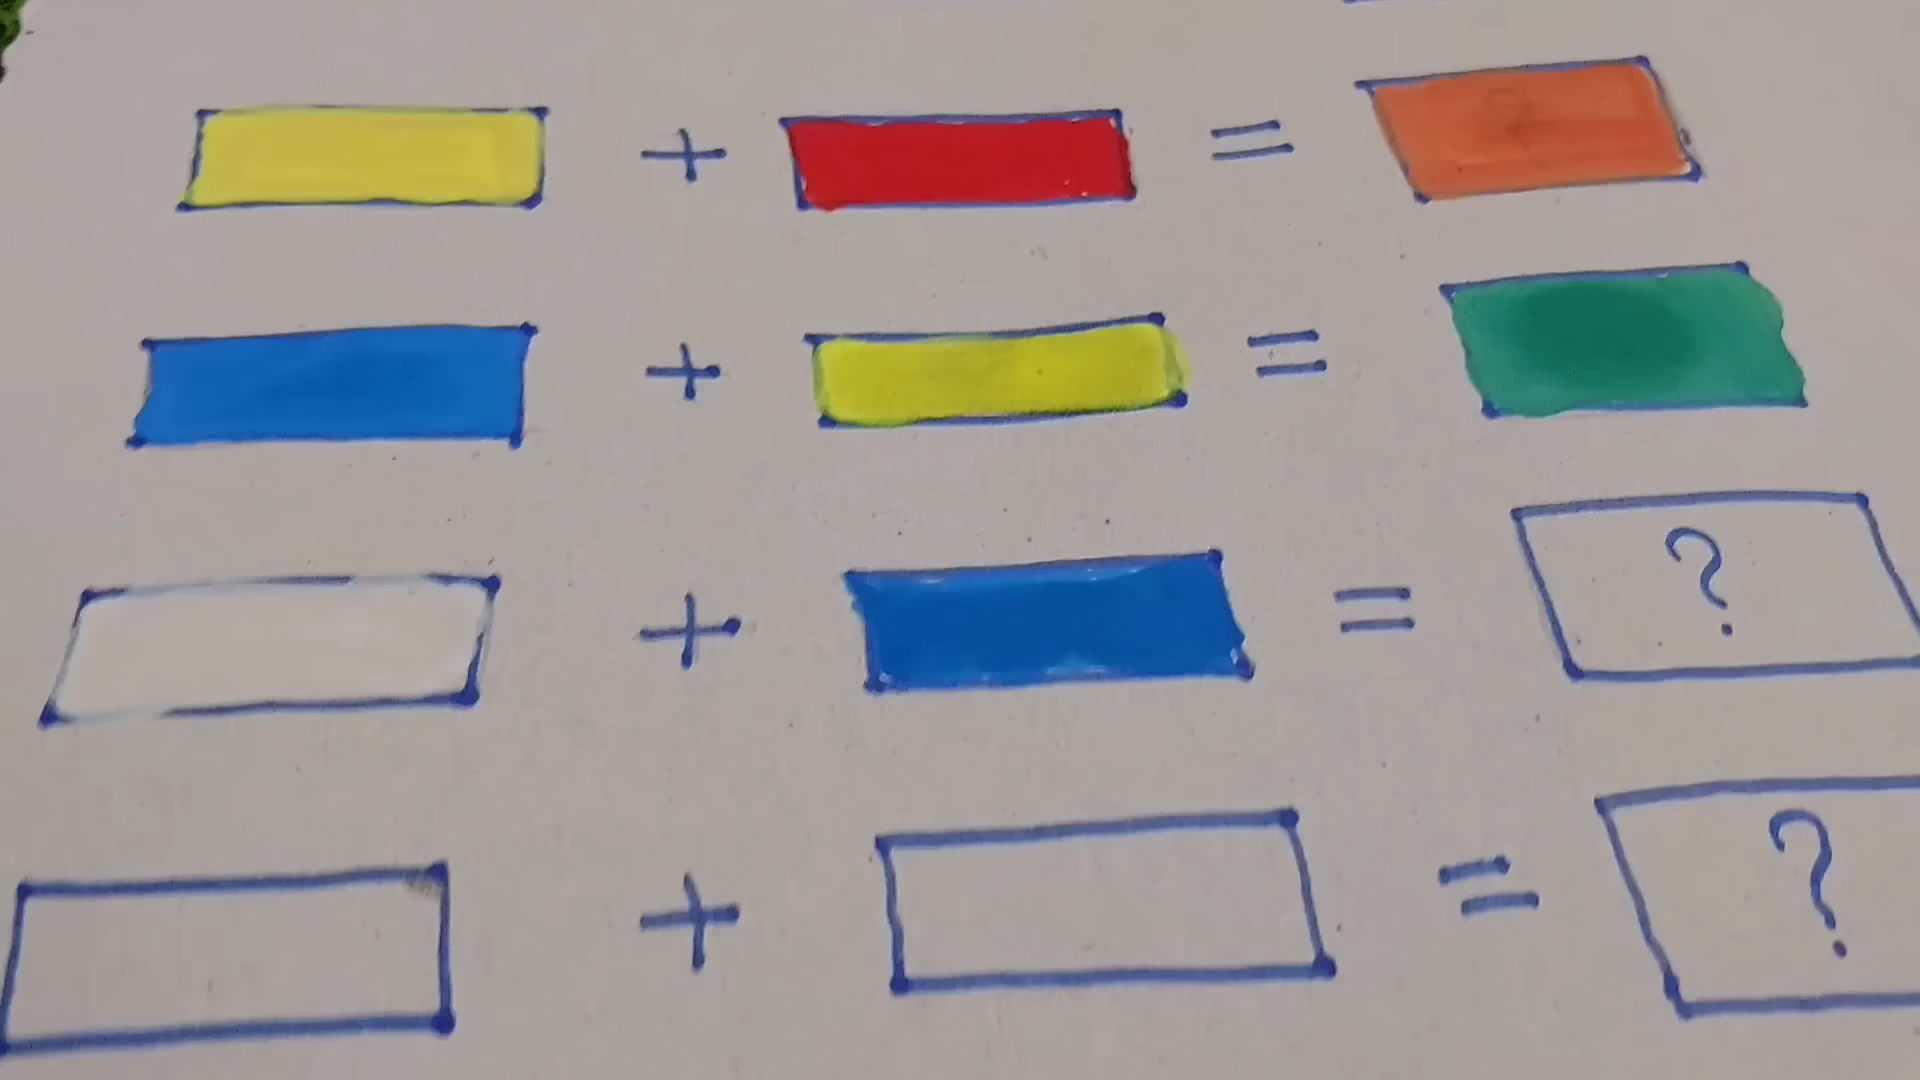 + =
+ =
+ = ?
+ = ?